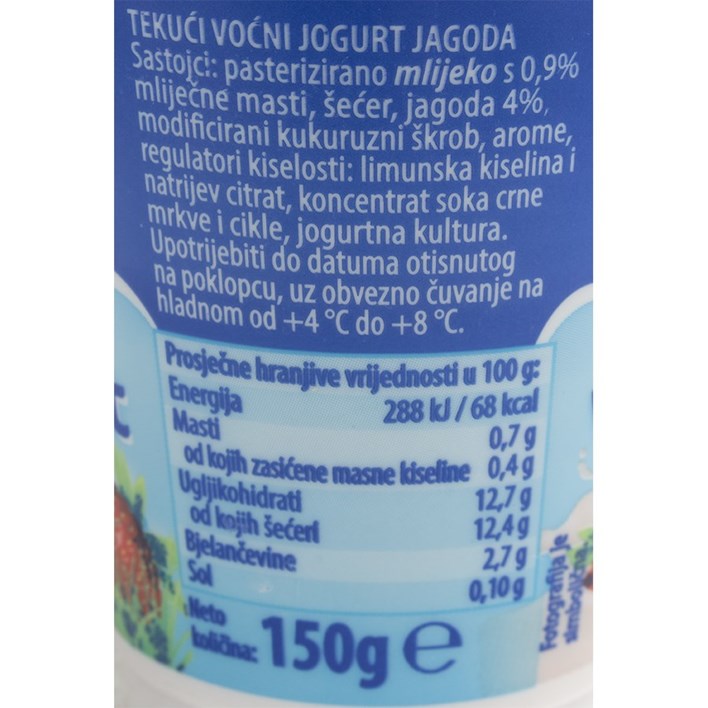 TEKUĆI VOĆNI JOGURT JAGODA
Sastojci: pasterizirano mlijeko s 0,9%
mliječne masti, šećer, jagoda 4%,
modificirani kukuruzni škrob, arome,
regulatori kiselosti: limunska kiselina i
natrijev citrat, koncentrat soka crne
mrkve i cikle, jogurtna kultura.
Upotrijebiti do datuma otisnutog
na poklopcu, uz obvezno čuvanje na
hladnom od +4 °C do +8 °C.
Prosječne hranjive vrijednosti u 100 g:
Energija 288 kJ / 68 kcal
Masti 0,7 g
od kojih zasićene masne kiseline 0,4 g
Ugljikohidrati 12,7 g
od kojih šećeri 12,4 g
Bjelančevine 2,7 g
Sol 0,10 g
Neto
količina: 150g e
Fotografija je
simbolična.